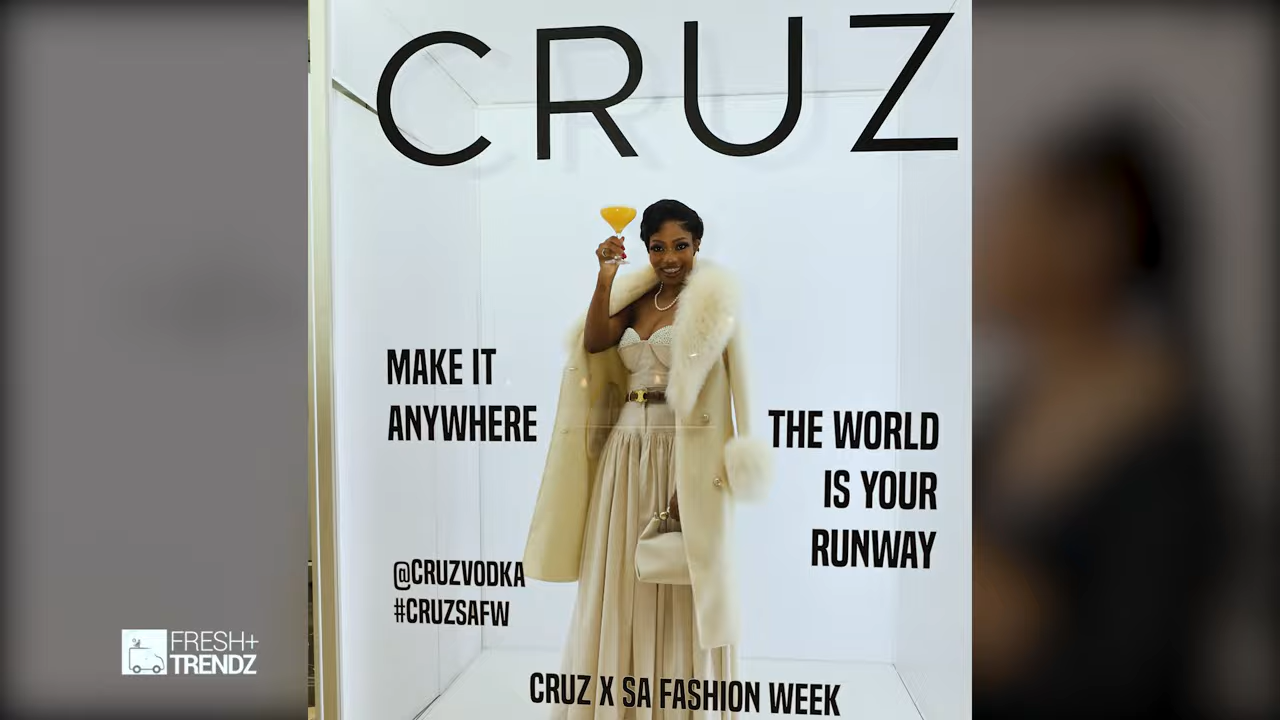 CRUZ
MAKE IT
ANYWHERE
THE WORLD
IS YOUR
RUNWAY
@CRUZVODKA
#CRUZSAFW
CRUZ X SA FASHION WEEK
FRESH+
TRENDZ